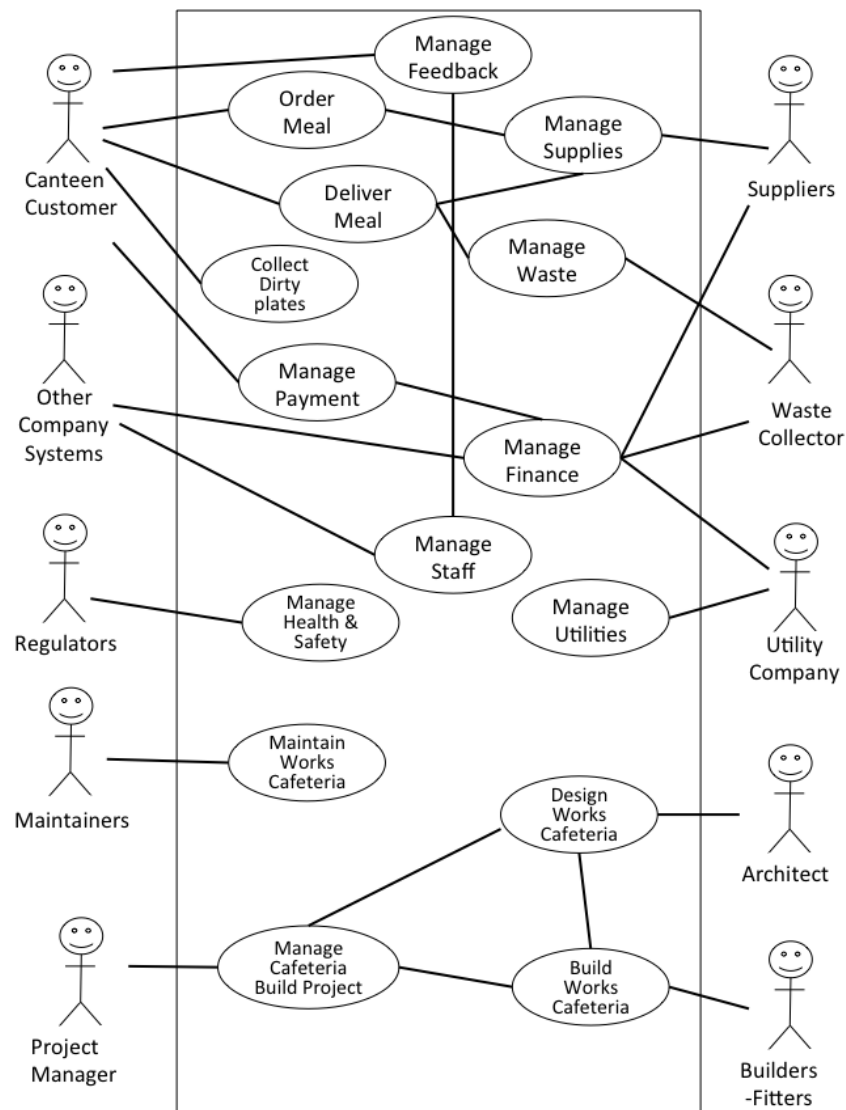 Manage
Feedback
Order
Meal
Manage
Supplies
Canteen
Customer
Suppliers
Deliver
Meal
Manage
Waste
Collect
Dirty
plates
Manage
Payment
Other
Company
Systems
Waste
Collector
Manage
Finance
Manage
Staff
Manage
Health &
Safety
Manage
Utilities
Regulators
Utility
Company
Maintain
Works
Cafeteria
Maintainers
Design
Works
Cafeteria
Architect
Manage
Cafeteria
Build Project
Build
Works
Cafeteria
Project
Manager
Builders
-Fitters